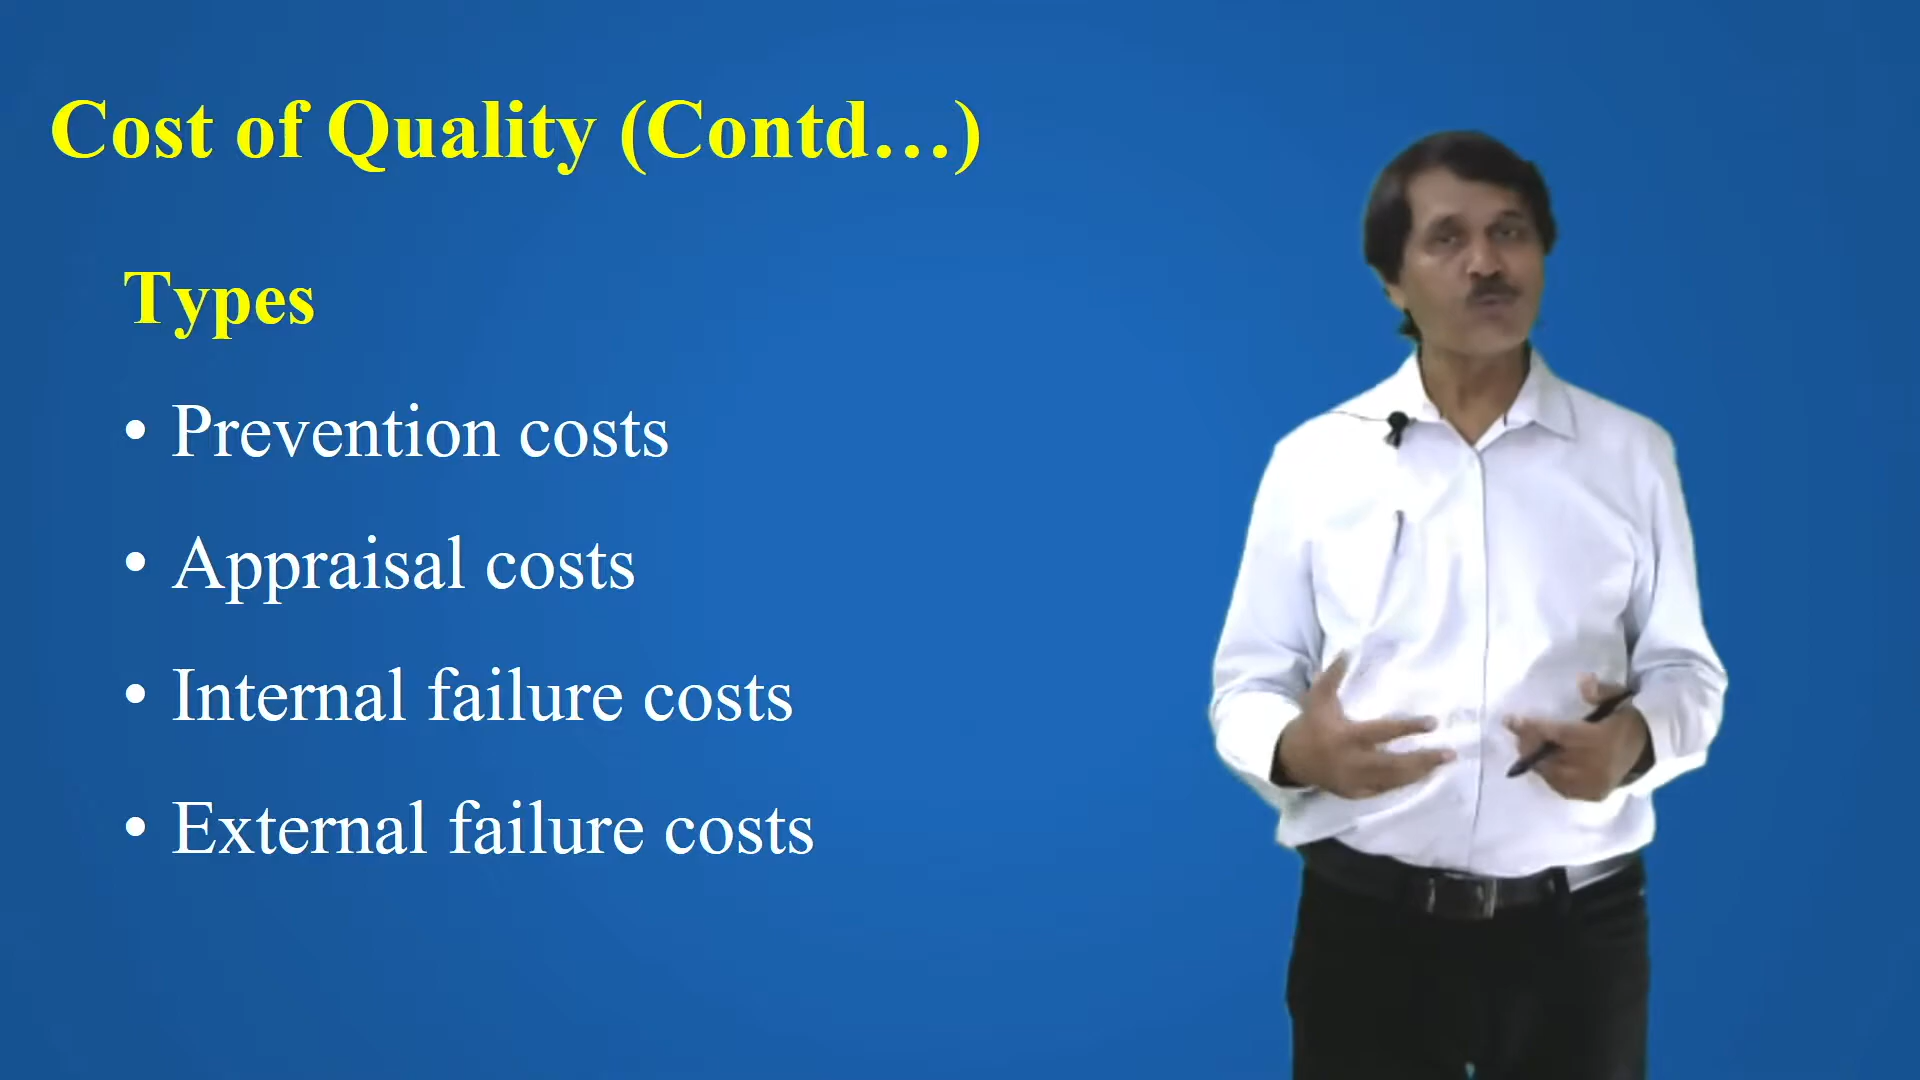 Cost of Quality (Contd…)
Types
• Prevention costs
• Appraisal costs
• Internal failure costs
• External failure costs